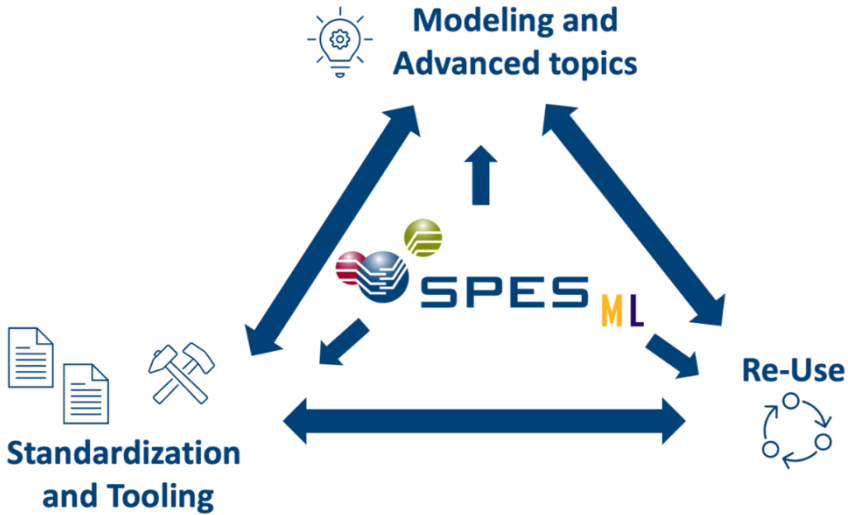 Modeling and
Advanced topics
SPES
ML
Re-Use
Standardization
and Tooling